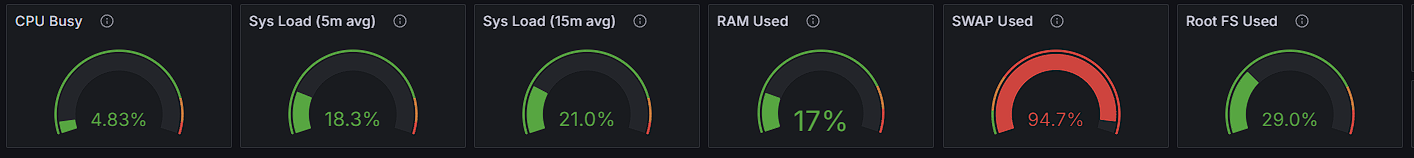 CPU Busy
Sys Load (5m avg)
Sys Load (15m avg)
RAM Used
SWAP Used
Root FS Used
4.83%
18.3%
21.0%
17%
94.7%
29.0%